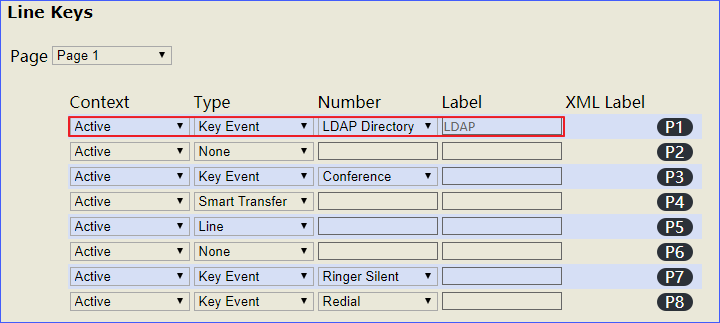 Line Keys
Page Page 1
Context Type Number Label XML Label
Active Key Event LDAP Directory LDAP P1
Active None P2
Active Key Event Conference P3
Active Smart Transfer P4
Active Line P5
Active None P6
Active Key Event Ringer Silent P7
Active Key Event Redial P8